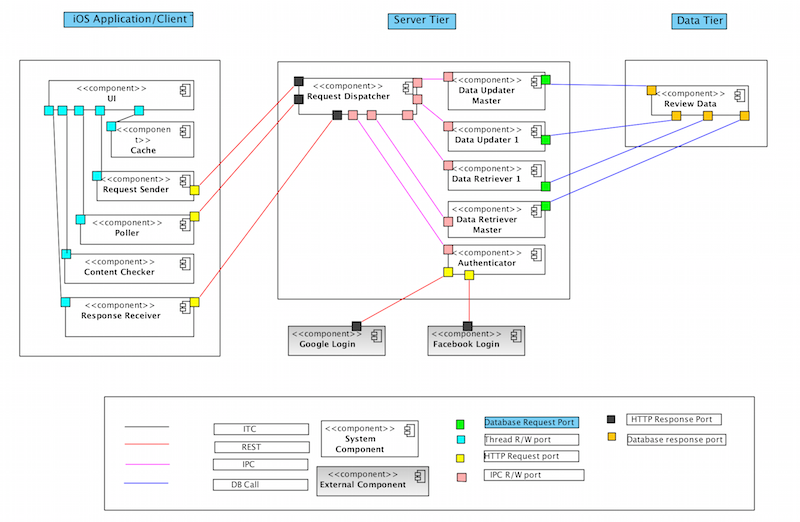 iOS Application/Client
Server Tier
Data Tier
<<component>>
UI
<<componen
t>>
Cache
<<component>>
Request Sender
<<component>>
Poller
<<component>>
Content Checker
<<component>>
Response Receiver
<<component>>
Request Dispatcher
<<component>>
Data Updater
Master
<<component>>
Data Updater 1
<<component>>
Data Retriever 1
<<component>>
Data Retriever
Master
<<component>>
Authenticator
<<component>>
Google Login
<<component>>
Facebook Login
<<component>>
Review Data
ITC
REST
IPC
DB Call
<<component>>
System
Component
<<component>>
External Component
Database Request Port
Thread R/W port
HTTP Request port
IPC R/W port
HTTP Response Port
Database response port